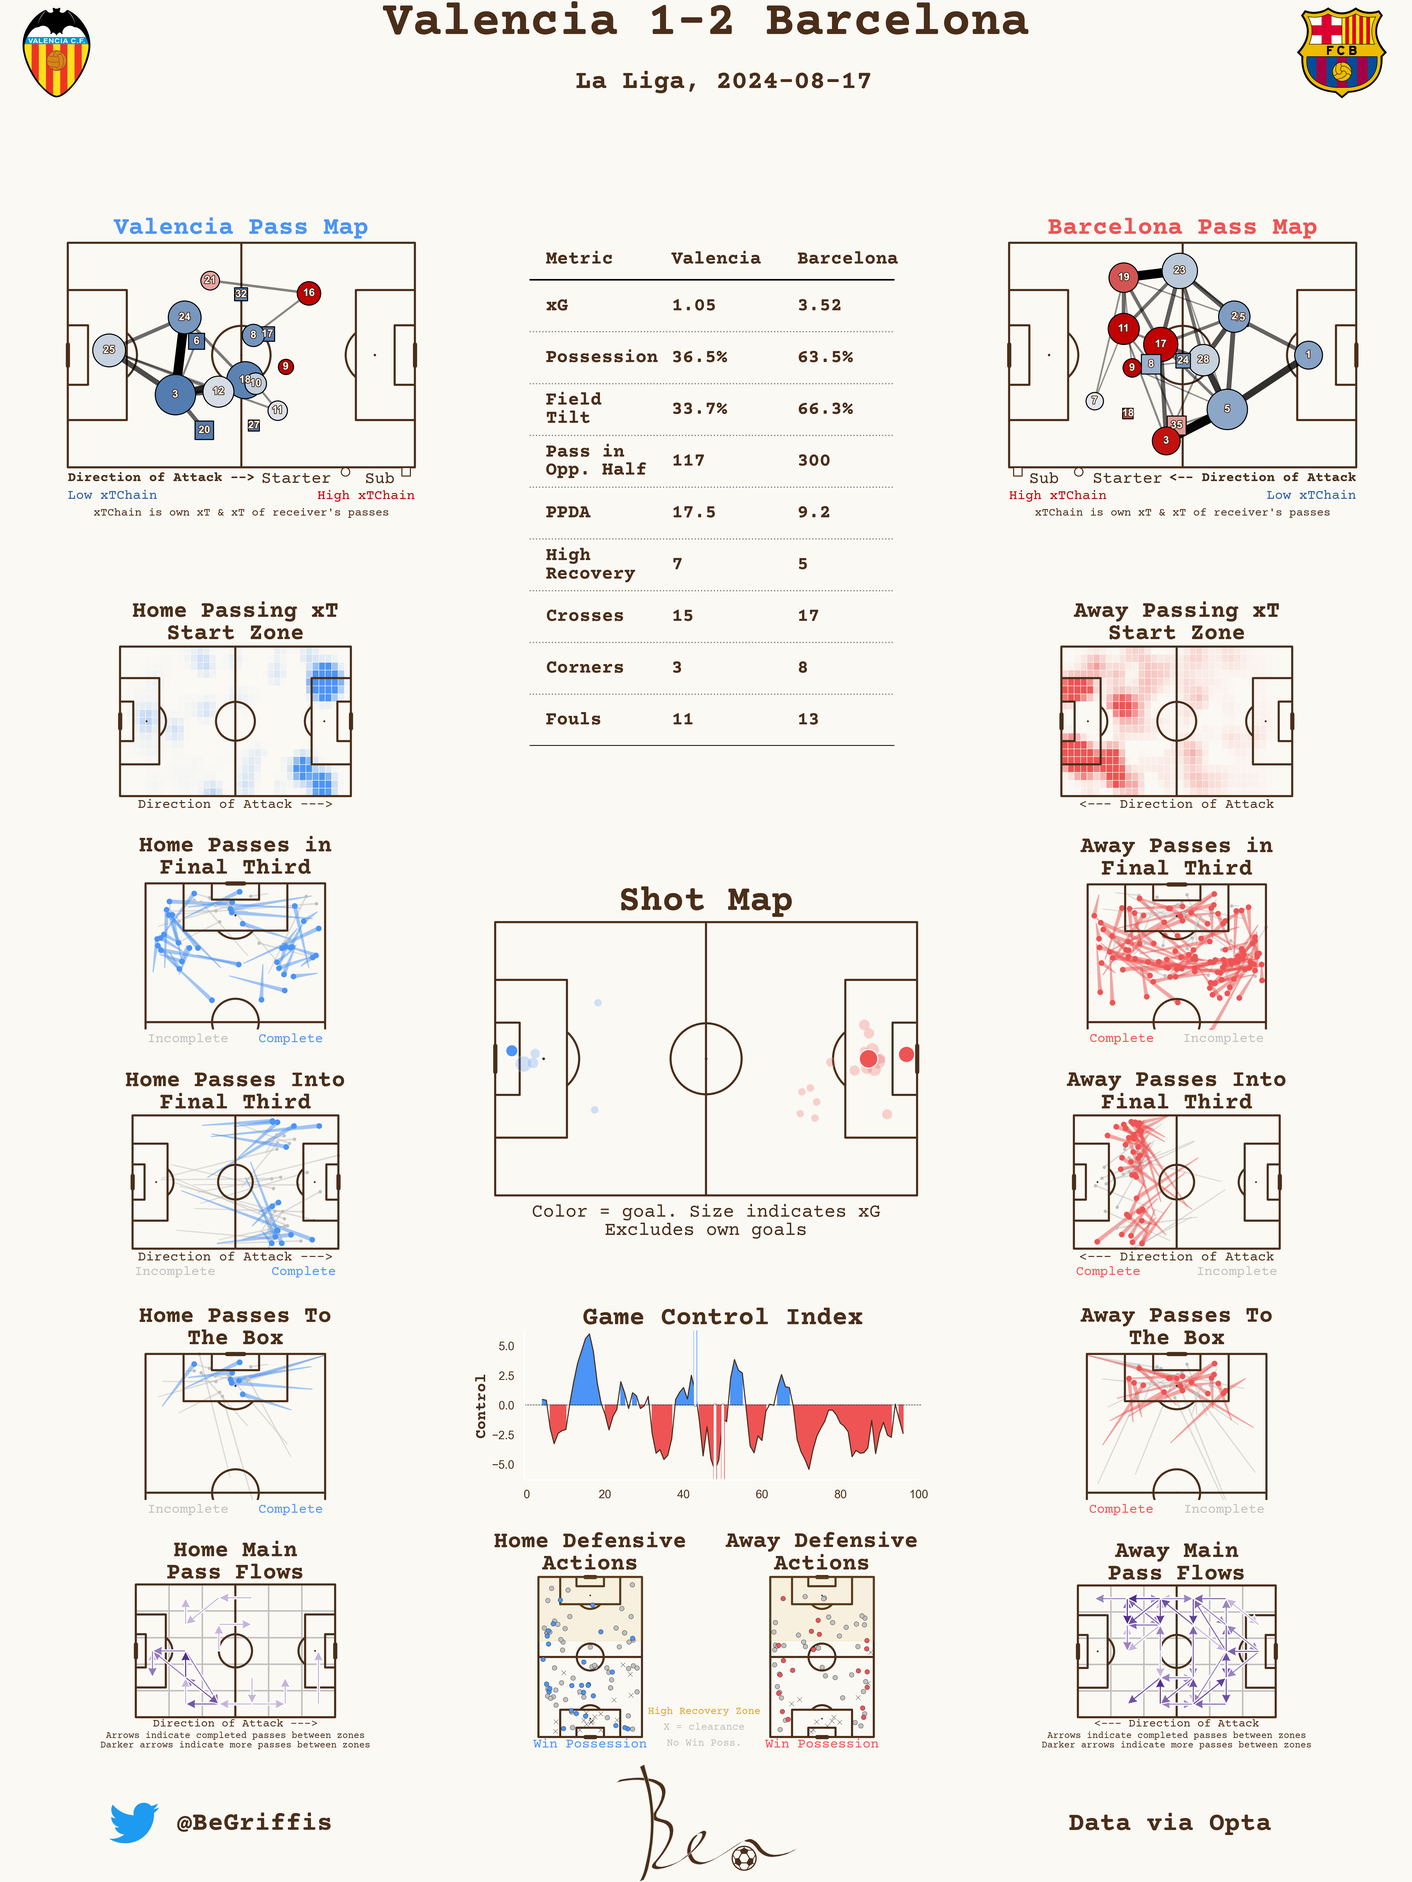 Valencia 1-2 Barcelona
La Liga, 2024-08-17
VALENCIA C.F.
FCB
Valencia Pass Map
21
32
16
24
6
8
17
25
9
18
10
3
12
11
20
27
Direction of Attack --> Starter Sub
Low xTChain High xTChain
xTChain is own xT & xT of receiver's passes
Metric Valencia Barcelona
xG 1.05 3.52
Possession 36.5% 63.5%
Field
Tilt 33.7% 66.3%
Pass in
Opp. Half 117 300
PPDA 17.5 9.2
High
Recovery 7 5
Crosses 15 17
Corners 3 8
Fouls 11 13
Barcelona Pass Map
19
23
11
25
17
8
24
28
1
9
7
18
35
5
3
Sub Starter <-- Direction of Attack
High xTChain Low xTChain
xTChain is own xT & xT of receiver's passes
Home Passing xT
Start Zone
Direction of Attack --->
Away Passing xT
Start Zone
<--- Direction of Attack
Home Passes in
Final Third
Incomplete Complete
Shot Map
Color = goal. Size indicates xG
Excludes own goals
Away Passes in
Final Third
Complete Incomplete
Home Passes Into
Final Third
Direction of Attack --->
Incomplete Complete
Away Passes Into
Final Third
<--- Direction of Attack
Complete Incomplete
Home Passes To
The Box
Incomplete Complete
Game Control Index
Control
5.0
2.5
0.0
−2.5
−5.0
0 20 40 60 80 100
Away Passes To
The Box
Complete Incomplete
Home Main
Pass Flows
Direction of Attack --->
Arrows indicate completed passes between zones
Darker arrows indicate more passes between zones
Home Defensive
Actions
Win Possession
High Recovery Zone
X = clearance
No Win Poss.
Away Defensive
Actions
Win Possession
Away Main
Pass Flows
<--- Direction of Attack
Arrows indicate completed passes between zones
Darker arrows indicate more passes between zones
@BeGriffis
Ben
Data via Opta